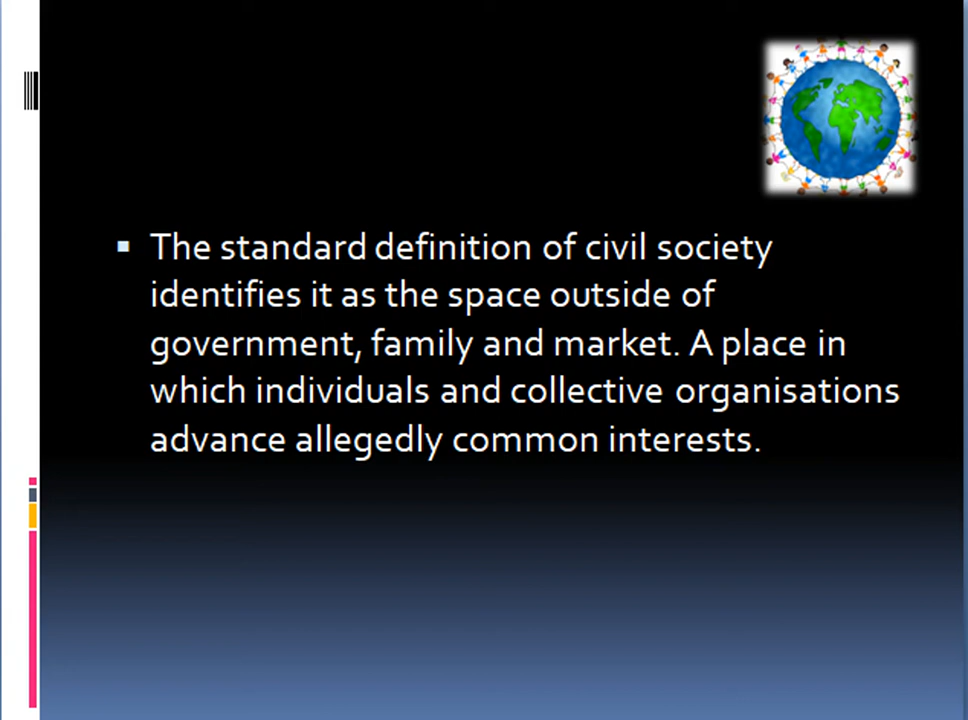 The standard definition of civil society
identifies it as the space outside of
government, family and market. A place in
which individuals and collective organisations
advance allegedly common interests.